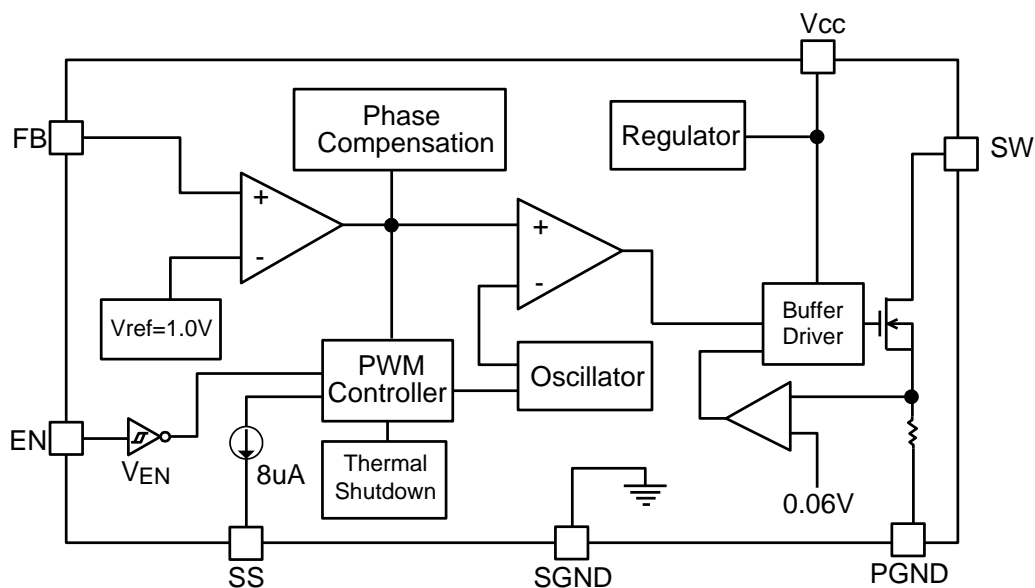 Vcc
Phase
Compensation
Regulator
FB
SW
+
-
+
-
Vref=1.0V
Buffer
Driver
PWM
Controller
Oscillator
EN
VEN
8uA
Thermal
Shutdown
0.06V
SS
SGND
PGND